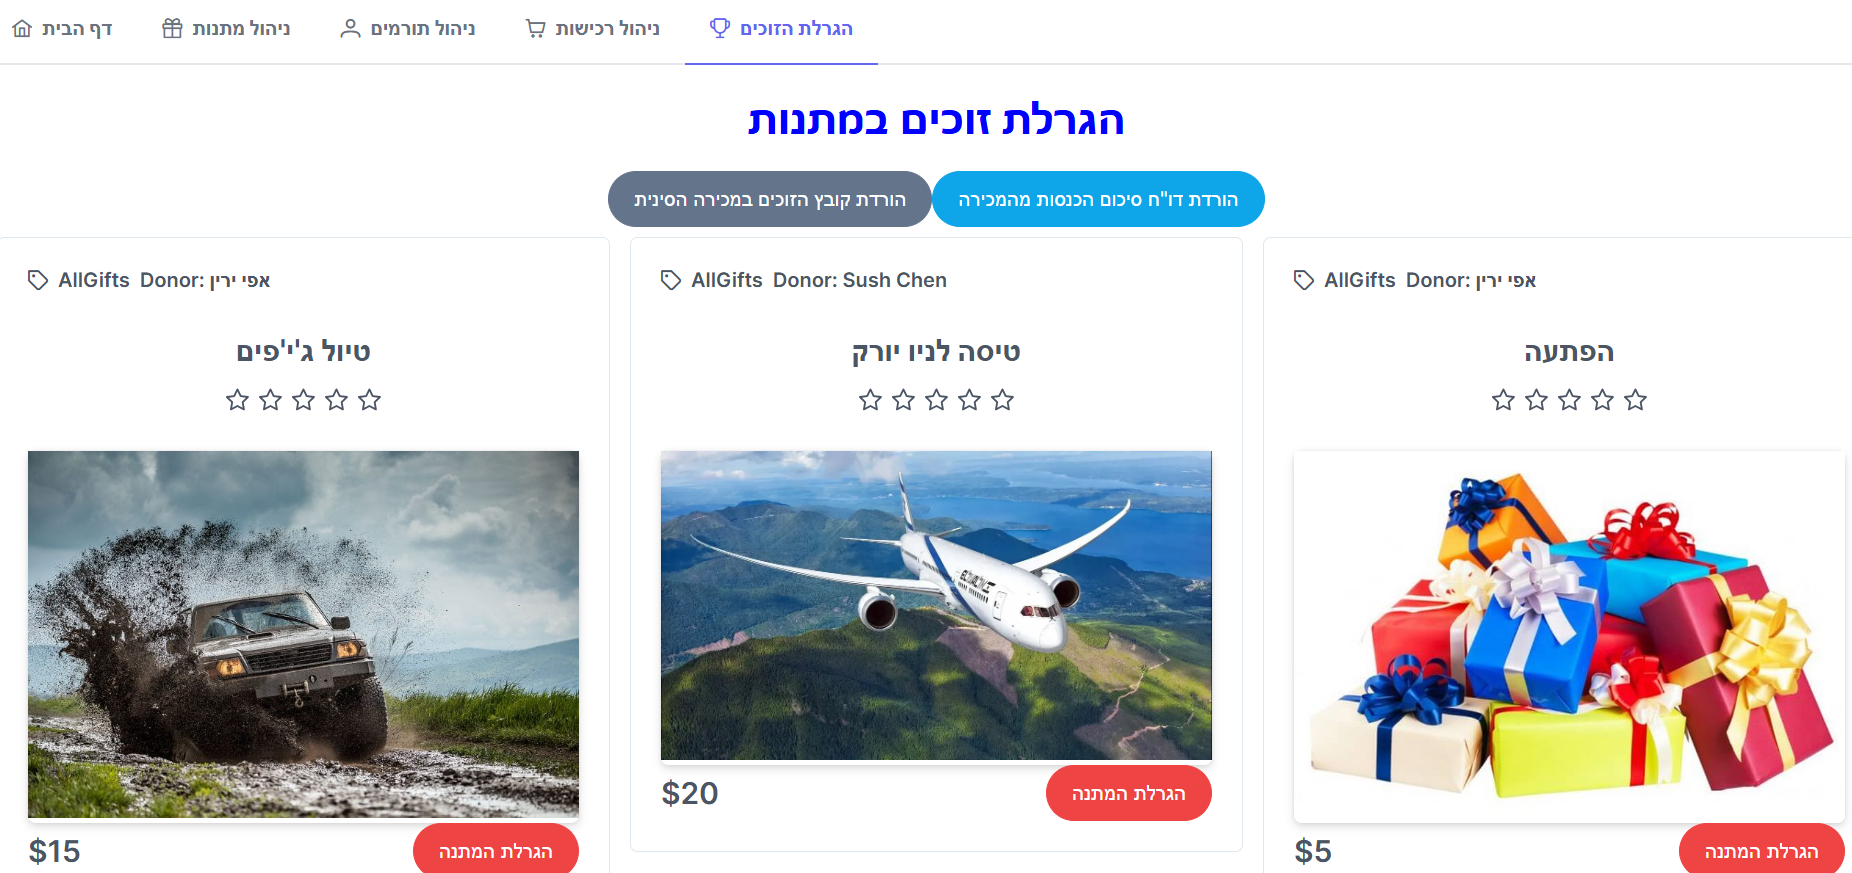 דף הבית
ניהול מתנות
ניהול תורמים
ניהול רכישות
הגרלת הזוכים
הגרלת זוכים במתנות
הורדת קובץ הזוכים במכירה הסינית
הורדת דו"ח סיכום הכנסות מהמכירה
AllGifts Donor: אפי ירין
טיול ג'יפים
$15
הגרלת המתנה
AllGifts Donor: Sush Chen
טיסה לניו יורק
$20
הגרלת המתנה
AllGifts Donor: אפי ירין
הפתעה
$5
הגרלת המתנה